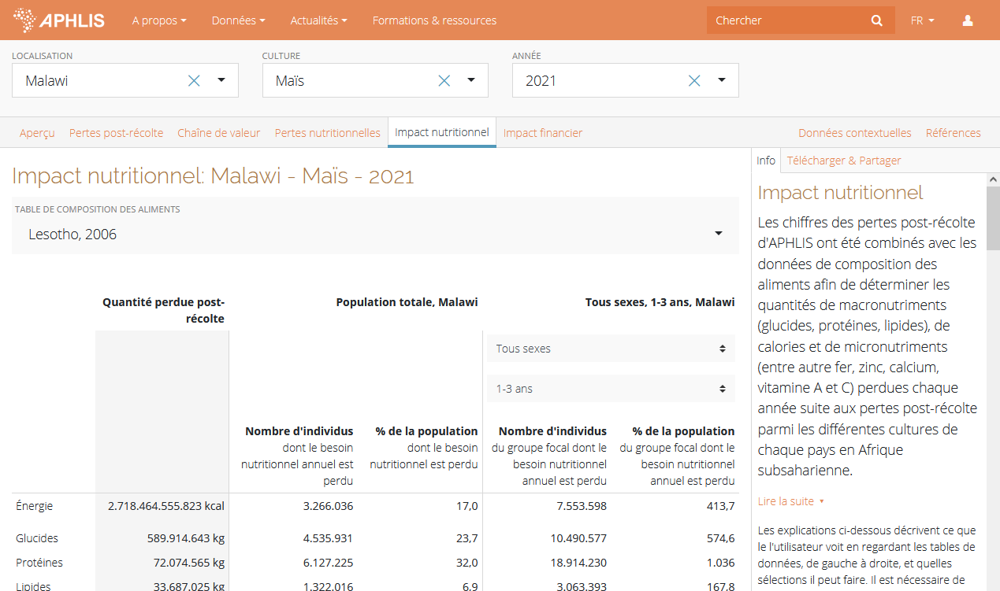 APHLIS
A propos
Données
Actualités
Formations & ressources
Chercher
FR
LOCALISATION
Malawi
CULTURE
Maïs
ANNÉE
2021
Aperçu
Pertes post-récolte
Chaîne de valeur
Pertes nutritionnelles
Impact nutritionnel
Impact financier
Données contextuelles
Références
Impact nutritionnel: Malawi - Maïs - 2021
TABLE DE COMPOSITION DES ALIMENTS
Lesotho, 2006
Quantité perdue post-
récolte
Population totale, Malawi
Tous sexes, 1-3 ans, Malawi
Tous sexes
1-3 ans
Nombre d'individus
dont le besoin
nutritionnel annuel est
perdu
% de la population
dont le besoin
nutritionnel est perdu
Nombre d'individus
du groupe focal dont le
besoin nutritionnel
annuel est perdu
% de la population
du groupe focal dont le
besoin nutritionnel
annuel est perdu
Énergie 2.718.464.555.823 kcal 3.266.036 17,0 7.553.598 413,7
Glucides 589.914.643 kg 4.535.931 23,7 10.490.577 574,6
Protéines 72.074.565 kg 6.127.225 32,0 18.914.230 1.036
Lipides 33.687.025 kg 1.322.016 6,9 3.063.393 167,8
Info
Télécharger & Partager
Impact nutritionnel
Les chiffres des pertes post-récolte
d'APHLIS ont été combinés avec les
données de composition des
aliments afin de déterminer les
quantités de macronutriments
(glucides, protéines, lipides), de
calories et de micronutriments
(entre autre fer, zinc, calcium,
vitamine A et C) perdues chaque
année suite aux pertes post-récolte
parmi les différentes cultures de
chaque pays en Afrique
subsaharienne.
Lire la suite
Les explications ci-dessous décrivent ce que
le l'utilisateur voit en regardant les tables de
données, de gauche à droite, et quelles
sélections il peut faire. Il est nécessaire de